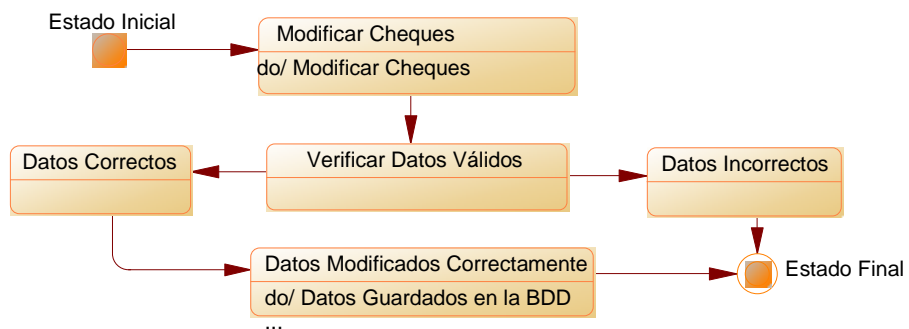 Estado Inicial
Modificar Cheques
do/ Modificar Cheques
Datos Correctos
Verificar Datos Válidos
Datos Incorrectos
Datos Modificados Correctamente
do/ Datos Guardados en la BDD
...
Estado Final